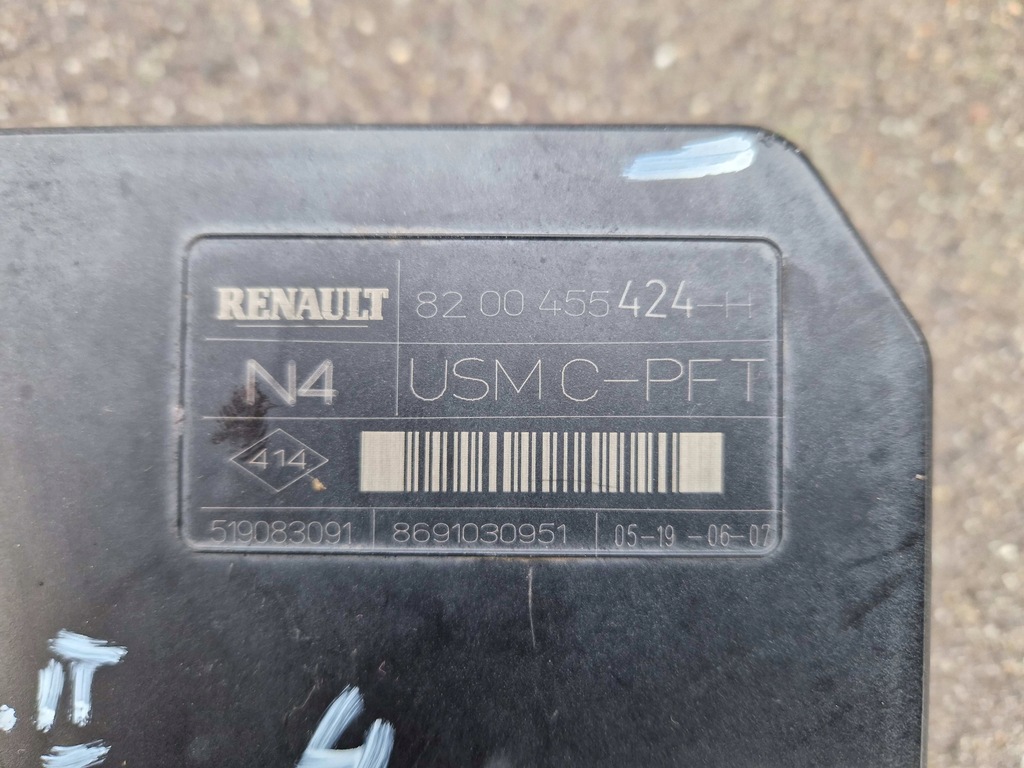 RENAULT 82 00 455 424-H
N4 USM C-PFT
414
519083091 8691030951 05-19 -06-07